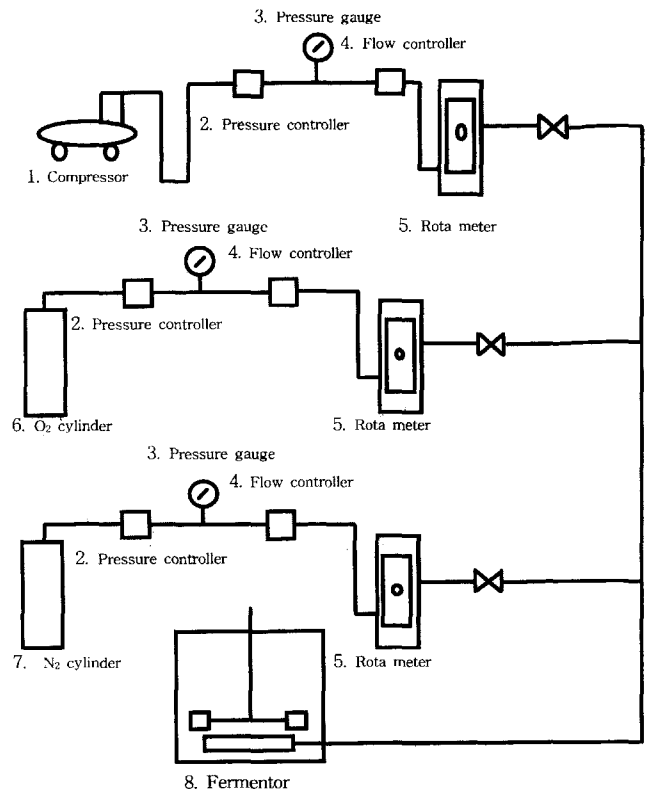 3. Pressure gauge
4. Flow controller
2. Pressure controller
1. Compressor
5. Rota meter
3. Pressure gauge
4. Flow controller
2. Pressure controller
6. O₂ cylinder
5. Rota meter
3. Pressure gauge
4. Flow controller
2. Pressure controller
7. N₂ cylinder
5. Rota meter
8. Fermentor